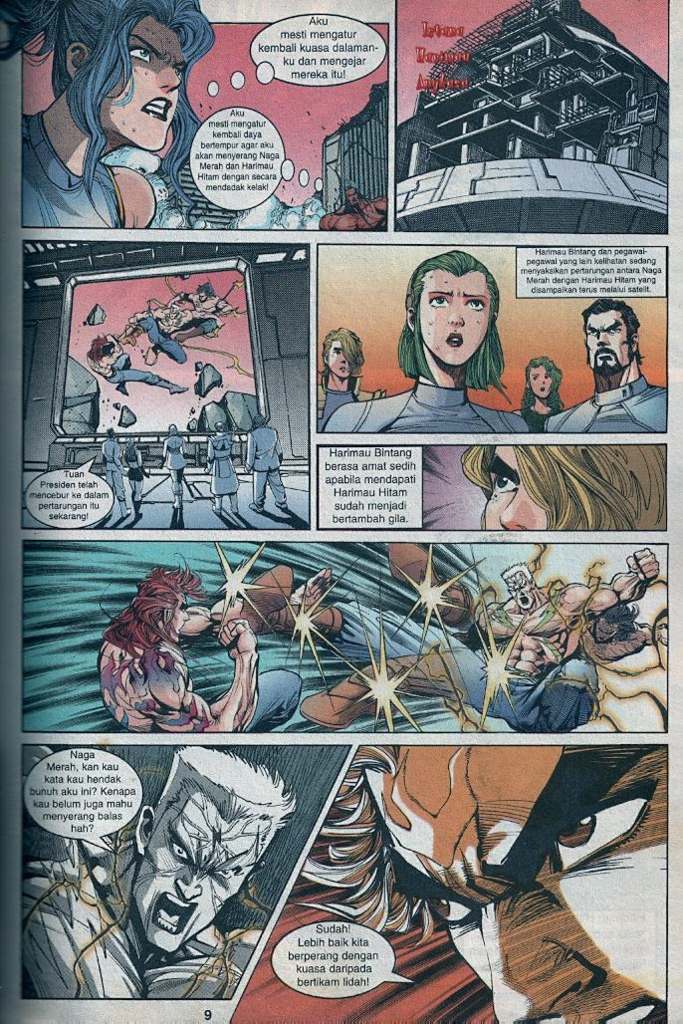 Aku
mesti mengatur
kembali kuasa dalaman-
ku dan mengejar
mereka itu!
Aku
mesti mengatur
kembali daya
bertempur agar aku
akan menyerang Naga
Merah dan Harimau
Hitam dengan secara
mendadak kelak!
Istana
Harimau
Angkasa
Harimau Bintang dan pegawai-
pegawai yang lain kelihatan sedang
menyaksikan pertarungan antara Naga
Merah dengan Harimau Hitam yang
disampaikan terus melalui satelit.
Tuan
Presiden telah
mencebur ke dalam
pertarungan itu
sekarang!
Harimau Bintang
berasa amat sedih
apabila mendapati
Harimau Hitam
sudah menjadi
bertambah gila.
Naga
Merah, kan kau
kata kau hendak
bunuh aku ini? Kenapa
kau belum juga mahu
menyerang balas
hah?
Sudah!
Lebih baik kita
berperang dengan
kuasa daripada
bertikam lidah!
9